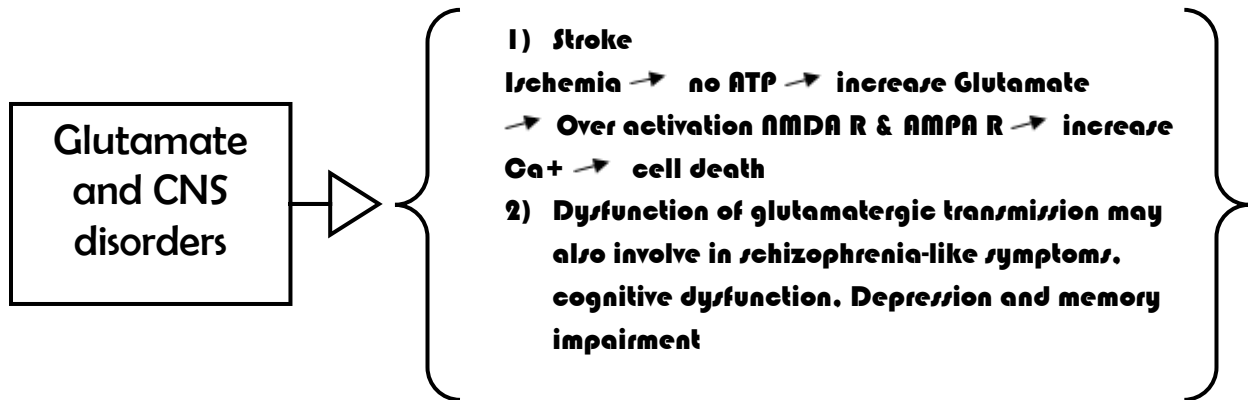 Glutamate
and CNS
disorders
1) Stroke
Ischemia → no ATP → increase Glutamate
→ Over activation NMDA R & AMPA R → increase
Ca+ → cell death
2) Dysfunction of glutamatergic transmission may
also involve in schizophrenia-like symptoms,
cognitive dysfunction, Depression and memory
impairment